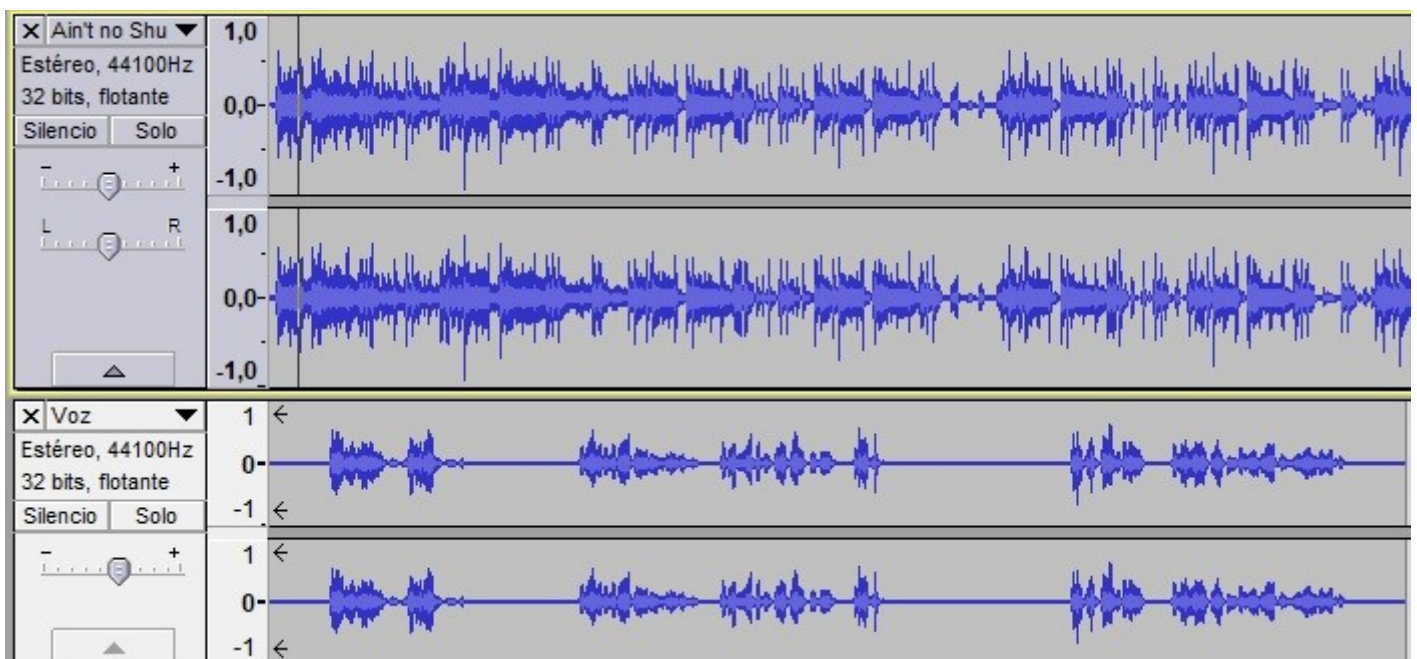 X Ain't no Shu ▼
Estéreo, 44100Hz
32 bits, flotante
Silencio Solo
- +
L R
1,0
0,0-
-1,0
1,0
0,0-
-1,0
X Voz ▼
Estéreo, 44100Hz
32 bits, flotante
Silencio Solo
- +
1
0-
-1
1
0-
-1